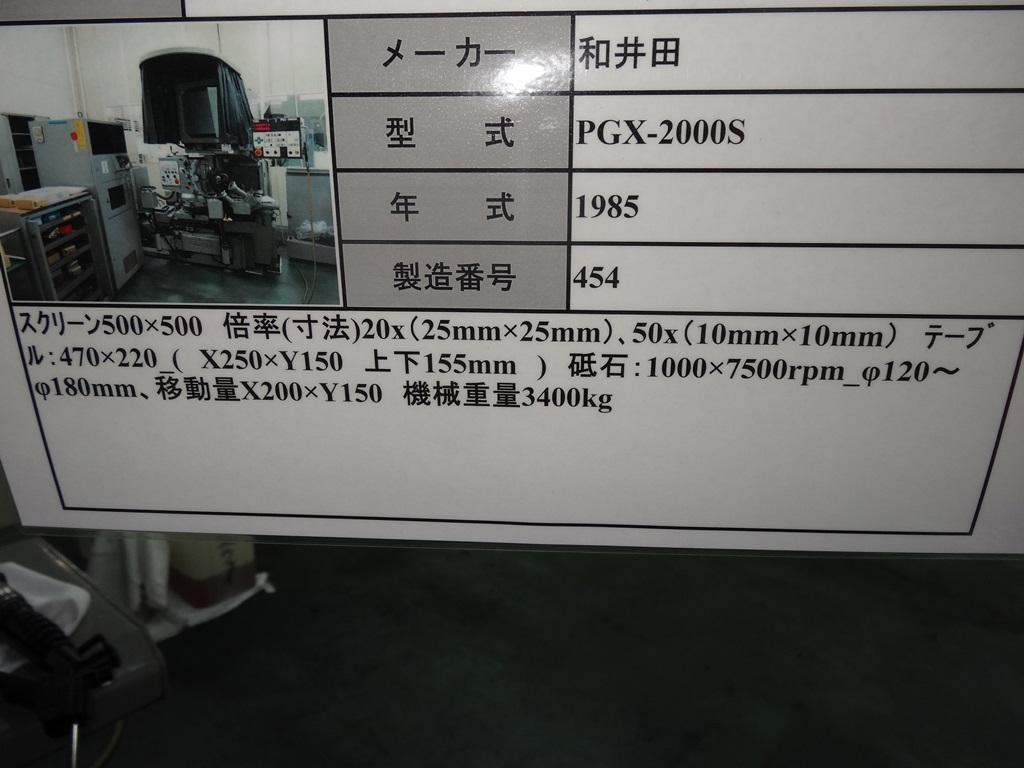 メーカー 和井田
型 式 PGX-2000S
年 式 1985
製造番号 454
スクリーン500×500 倍率(寸法)20x(25mm×25mm)、50x(10mm×10mm) テーブ
ル:470×220_( X250×Y150 上下155mm ) 砥石:1000×7500rpm_φ120～
φ180mm、移動量X200×Y150 機械重量3400kg